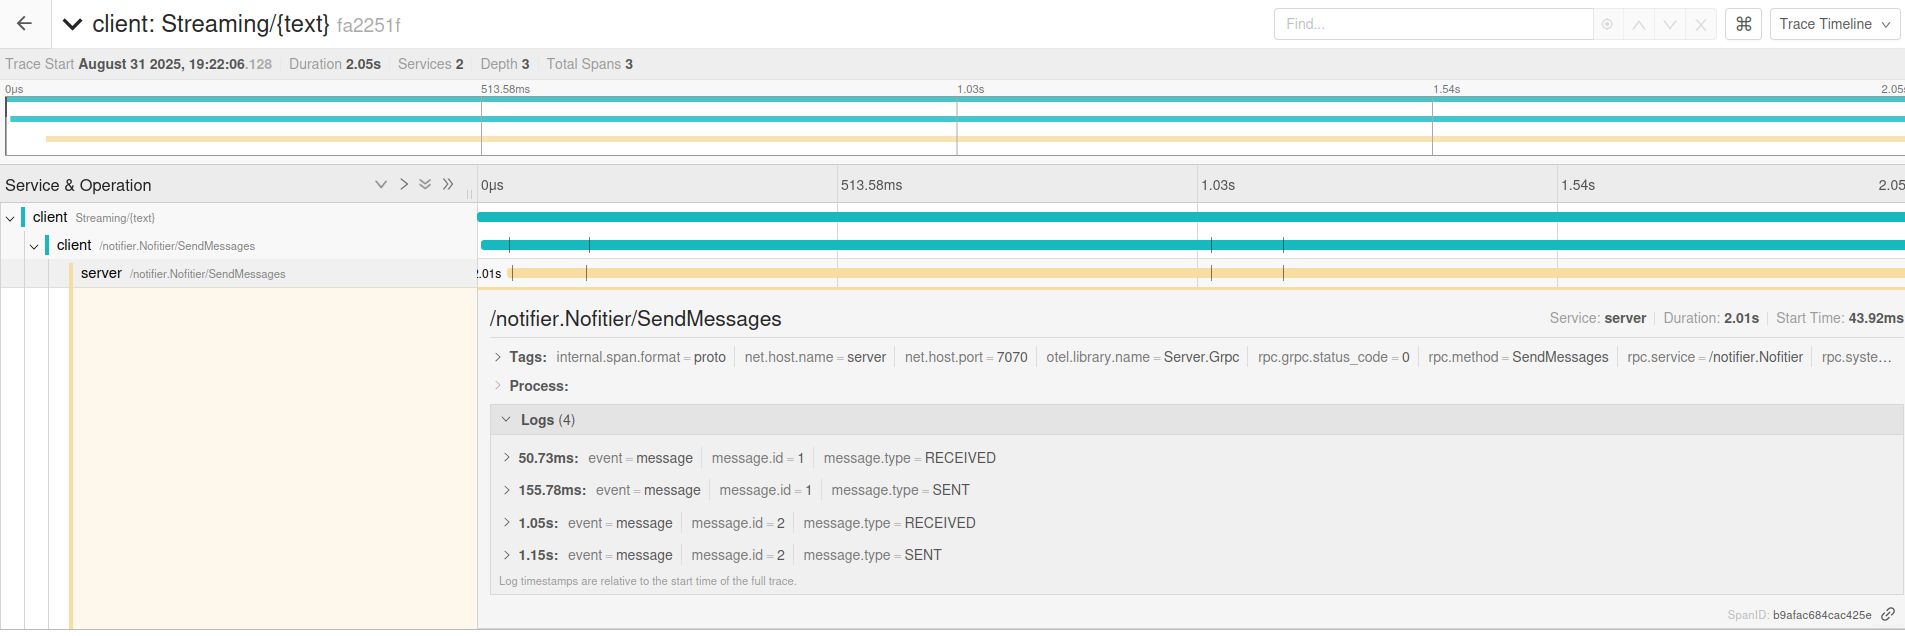 client: Streaming/{text} fa2251f
Find...
⌘
Trace Timeline
Trace Start August 31 2025, 19:22:06.128 Duration 2.05s Services 2 Depth 3 Total Spans 3
0μs 513.58ms 1.03s 1.54s 2.05s
Service & Operation 0μs 513.58ms 1.03s 1.54s 2.05
client Streaming/{text}
client /notifier.Nofitier/SendMessages
server /notifier.Nofitier/SendMessages 2.01s
/notifier.Nofitier/SendMessages Service: server Duration: 2.01s Start Time: 43.92ms
Tags: internal.span.format = proto net.host.name = server net.host.port = 7070 otel.library.name = Server.Grpc rpc.grpc.status_code = 0 rpc.method = SendMessages rpc.service = /notifier.Nofitier rpc.syste...
Process:
Logs (4)
50.73ms: event = message message.id = 1 message.type = RECEIVED
155.78ms: event = message message.id = 1 message.type = SENT
1.05s: event = message message.id = 2 message.type = RECEIVED
1.15s: event = message message.id = 2 message.type = SENT
Log timestamps are relative to the start time of the full trace.
SpanID: b9afac684cac425e